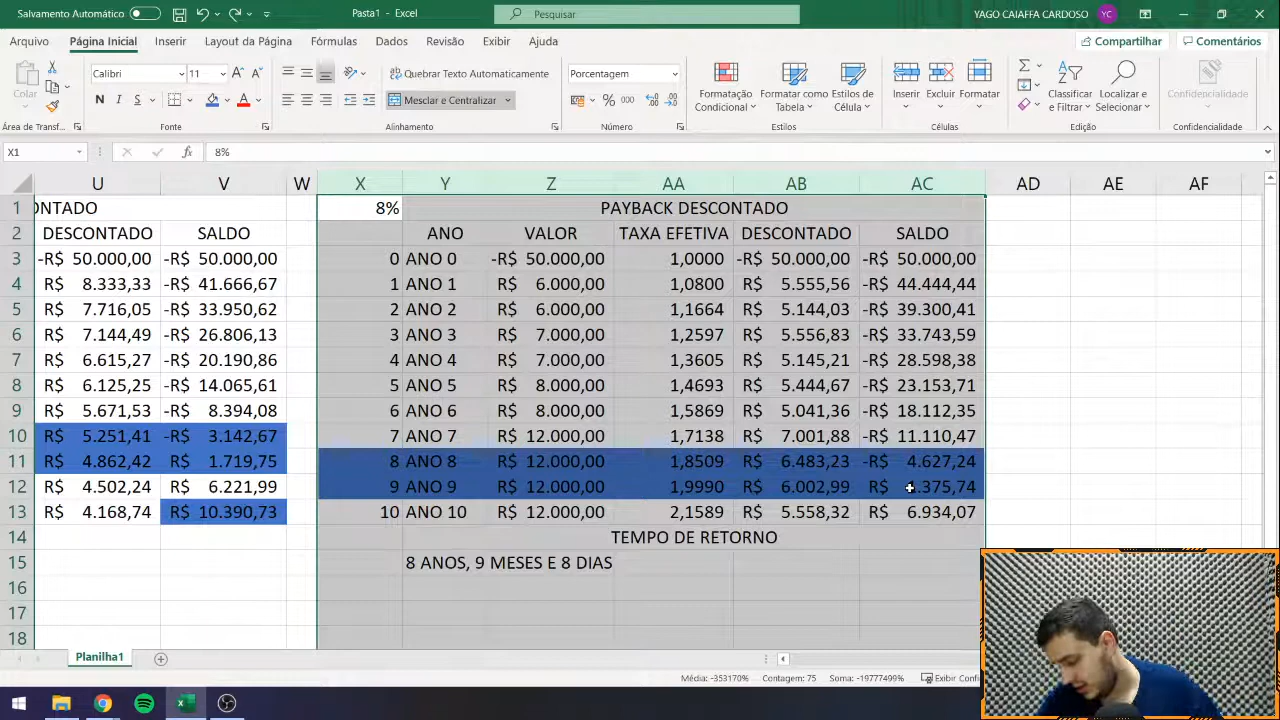 Salvamento Automático
Pasta1 - Excel
Pesquisar
YAGO CAIAFFA CARDOSO YC
Arquivo Página Inicial Inserir Layout da Página Fórmulas Dados Revisão Exibir Ajuda
Compartilhar Comentários
Colar
Calibri 11
N I S
Quebrar Texto Automaticamente
Mesclar e Centralizar
Porcentagem
% 000
Formatação Condicional
Formatar como Tabela
Estilos de Célula
Inserir Excluir Formatar
Classificar e Filtrar
Localizar e Selecionar
Confidencialidade
Área de Transf... Fonte Alinhamento Número Estilos Células Edição Confidencialidade
X1 fx 8%
U V W X Y Z AA AB AC AD AE AF
1 ONTADO 8% PAYBACK DESCONTADO
2 DESCONTADO SALDO ANO VALOR TAXA EFETIVA DESCONTADO SALDO
3 -R$ 50.000,00 -R$ 50.000,00 0 ANO 0 -R$ 50.000,00 1,0000 -R$ 50.000,00 -R$ 50.000,00
4 R$ 8.333,33 -R$ 41.666,67 1 ANO 1 R$ 6.000,00 1,0800 R$ 5.555,56 -R$ 44.444,44
5 R$ 7.716,05 -R$ 33.950,62 2 ANO 2 R$ 6.000,00 1,1664 R$ 5.144,03 -R$ 39.300,41
6 R$ 7.144,49 -R$ 26.806,13 3 ANO 3 R$ 7.000,00 1,2597 R$ 5.556,83 -R$ 33.743,59
7 R$ 6.615,27 -R$ 20.190,86 4 ANO 4 R$ 7.000,00 1,3605 R$ 5.145,21 -R$ 28.598,38
8 R$ 6.125,25 -R$ 14.065,61 5 ANO 5 R$ 8.000,00 1,4693 R$ 5.444,67 -R$ 23.153,71
9 R$ 5.671,53 -R$ 8.394,08 6 ANO 6 R$ 8.000,00 1,5869 R$ 5.041,36 -R$ 18.112,35
10 R$ 5.251,41 -R$ 3.142,67 7 ANO 7 R$ 12.000,00 1,7138 R$ 7.001,88 -R$ 11.110,47
11 R$ 4.862,42 R$ 1.719,75 8 ANO 8 R$ 12.000,00 1,8509 R$ 6.483,23 -R$ 4.627,24
12 R$ 4.502,24 R$ 6.221,99 9 ANO 9 R$ 12.000,00 1,9990 R$ 6.002,99 R$ .375,74
13 R$ 4.168,74 R$ 10.390,73 10 ANO 10 R$ 12.000,00 2,1589 R$ 5.558,32 R$ 6.934,07
14 TEMPO DE RETORNO
15 8 ANOS, 9 MESES E 8 DIAS
16
17
18
Planilha1
Média: -353170% Contagem: 75 Soma: -19777499% Exibir Confi